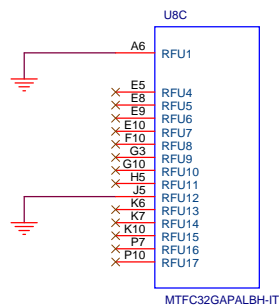 U8C
A6 RFU1
E5 RFU4
E8 RFU5
E9 RFU6
E10 RFU7
F10 RFU8
G3 RFU9
G10 RFU10
H5 RFU11
J5 RFU12
K6 RFU13
K7 RFU14
K10 RFU15
P7 RFU16
P10 RFU17
MTFC32GAPALBH-IT